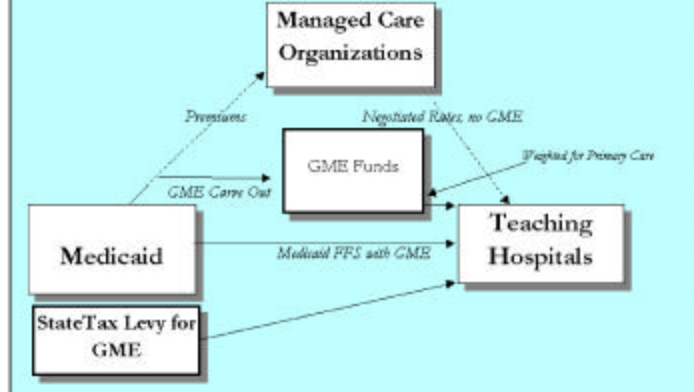 Managed Care
Organizations
Premiums
Negotiated Rates, no GME
GME Funds
Weighted for Primary Care
GME Carve Out
Teaching
Hospitals
Medicaid
Medicaid FFS with GME
StateTax Levy for
GME